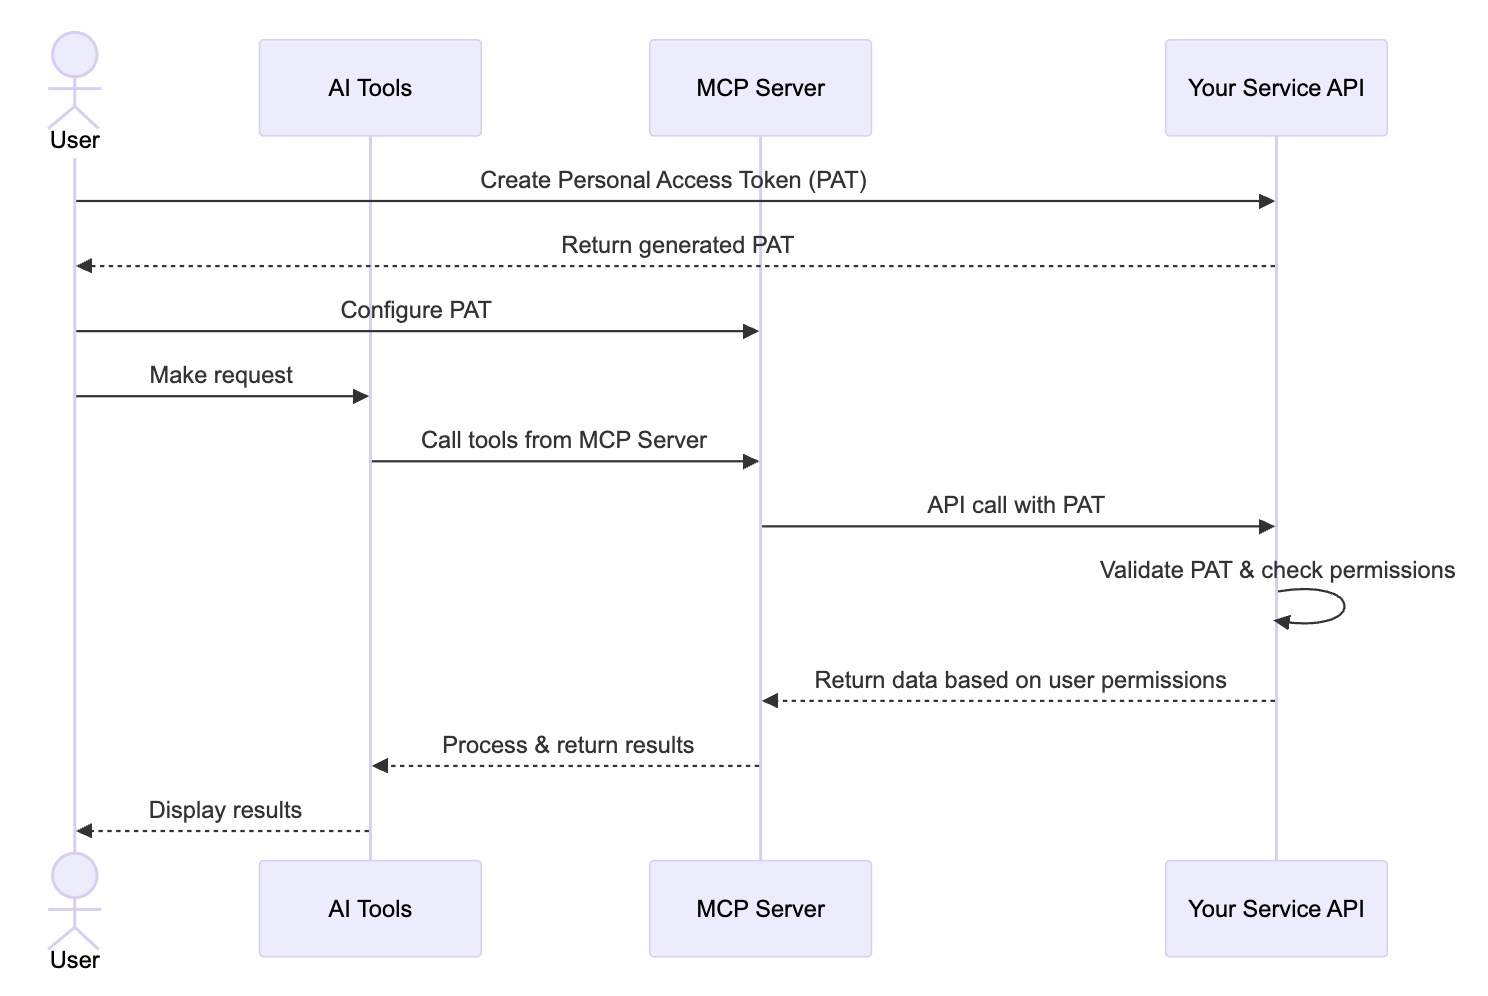 User
AI Tools
MCP Server
Your Service API
Create Personal Access Token (PAT)
Return generated PAT
Configure PAT
Make request
Call tools from MCP Server
API call with PAT
Validate PAT & check permissions
Return data based on user permissions
Process & return results
Display results
User
AI Tools
MCP Server
Your Service API